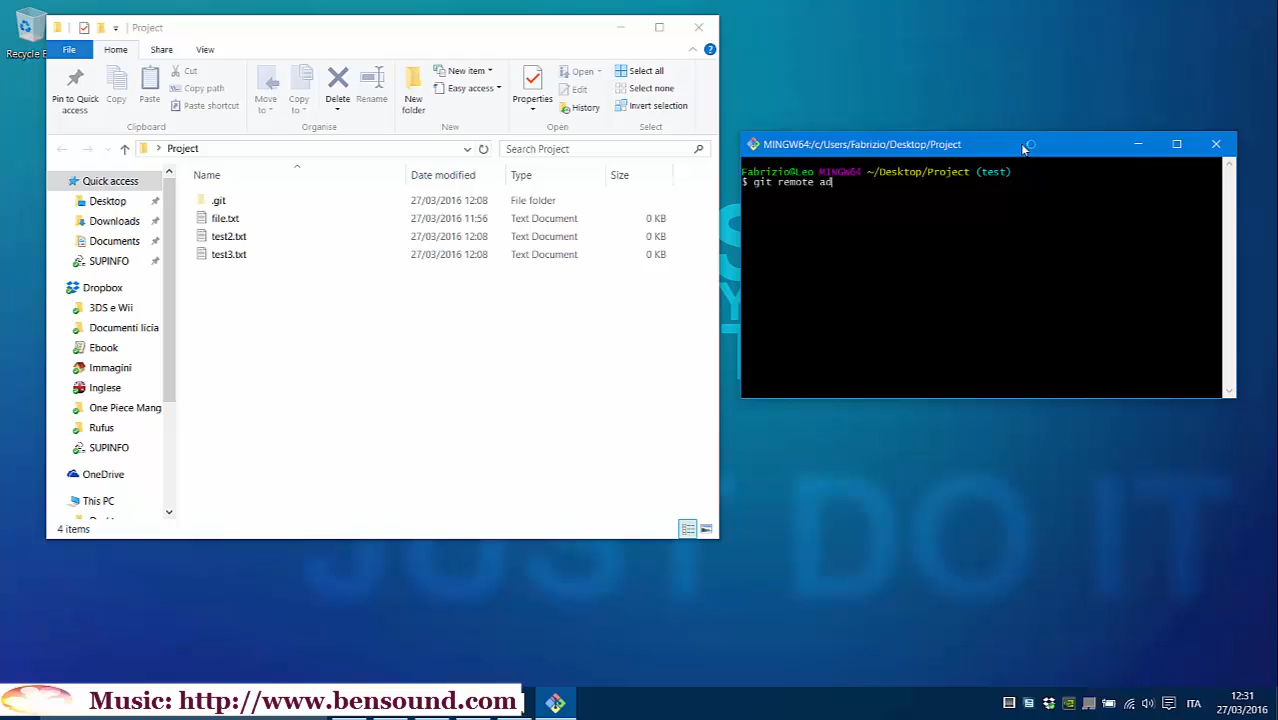 Recycle
Project
File Home Share View
Pin to Quick access
Copy
Paste
Cut
Copy path
Paste shortcut
Clipboard
Move to
Copy to
Delete
Rename
Organise
New folder
New item
Easy access
New
Properties
Open
Edit
History
Open
Select all
Select none
Invert selection
Select
Project
Search Project
Name Date modified Type Size
.git 27/03/2016 12:08 File folder
file.txt 27/03/2016 11:56 Text Document 0 KB
test2.txt 27/03/2016 12:08 Text Document 0 KB
test3.txt 27/03/2016 12:08 Text Document 0 KB
Quick access
Desktop
Downloads
Documents
SUPINFO
Dropbox
3DS e Wii
Documenti licia
Ebook
Immagini
Inglese
One Piece Mang
Rufus
SUPINFO
OneDrive
This PC
4 items
MINGW64:/c/Users/Fabrizio/Desktop/Project
Fabrizio@Leo MINGW64 ~/Desktop/Project (test)
$ git remote ad
JUST DO IT
Music: http://www.bensound.com
ITA
12:31
27/03/2016